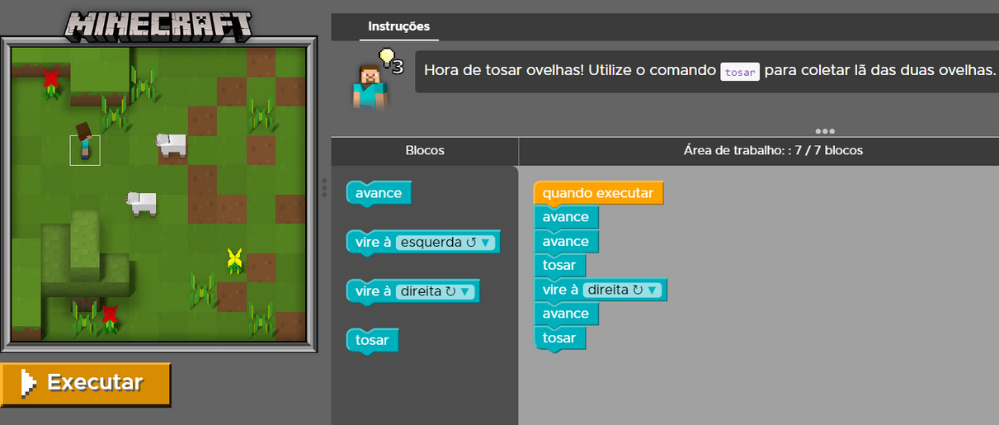 MINECRAFT
Instruções
3
Hora de tosar ovelhas! Utilize o comando tosar para coletar lã das duas ovelhas.
Blocos
Área de trabalho: : 7 / 7 blocos
avance
vire à esquerda ↺ ▼
vire à direita ↻ ▼
tosar
quando executar
avance
avance
tosar
vire à direita ↻ ▼
avance
tosar
Executar